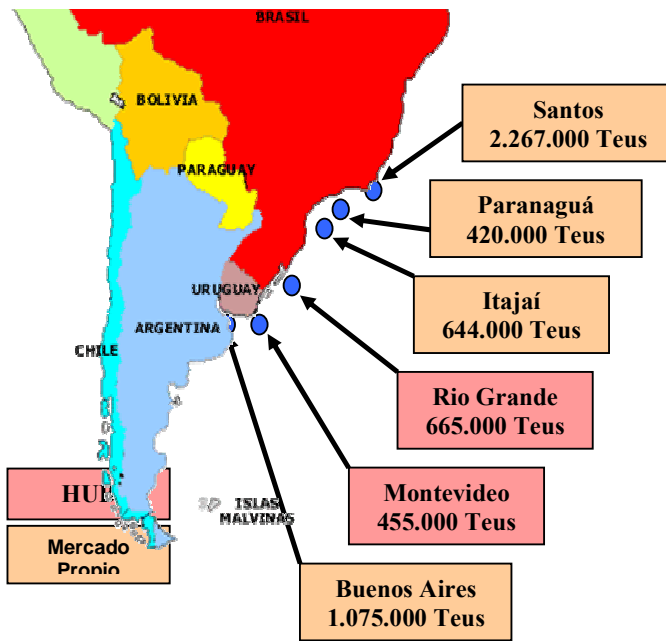 BRASIL
BOLIVIA
PARAGUAY
URUGUAY
ARGENTINA
CHILE
ISLAS
MALVINAS
Santos
2.267.000 Teus
Paranaguá
420.000 Teus
Itajaí
644.000 Teus
Rio Grande
665.000 Teus
Montevideo
455.000 Teus
Buenos Aires
1.075.000 Teus
Mercado
Propio